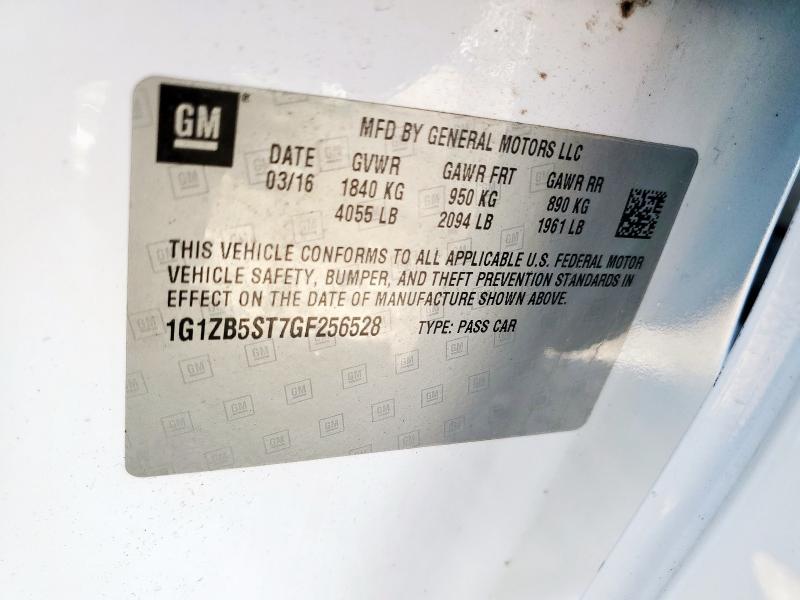 GM®
MFD BY GENERAL MOTORS LLC
DATE GVWR GAWR FRT GAWR RR
03/16 1840 KG 950 KG 890 KG
4055 LB 2094 LB 1961 LB
THIS VEHICLE CONFORMS TO ALL APPLICABLE U.S. FEDERAL MOTOR
VEHICLE SAFETY, BUMPER, AND THEFT PREVENTION STANDARDS IN
EFFECT ON THE DATE OF MANUFACTURE SHOWN ABOVE.
1G1ZB5ST7GF256528 TYPE: PASS CAR